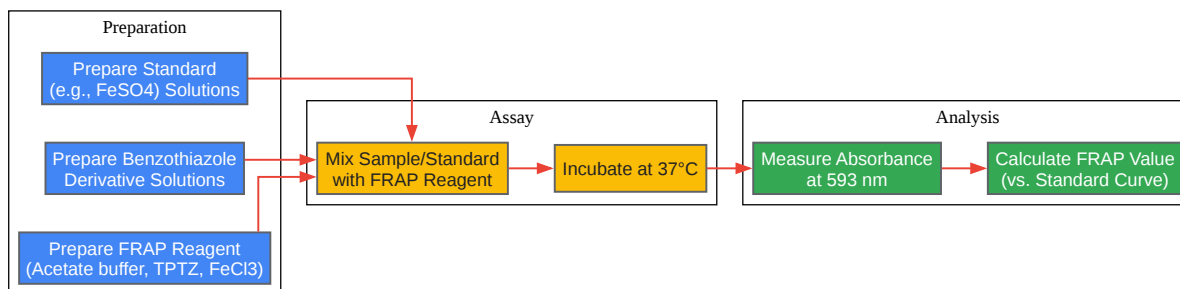 Preparation
Prepare Standard
(e.g., FeSO4) Solutions
Prepare Benzothiazole
Derivative Solutions
Prepare FRAP Reagent
(Acetate buffer, TPTZ, FeCl3)
Assay
Mix Sample/Standard
with FRAP Reagent
Incubate at 37°C
Analysis
Measure Absorbance
at 593 nm
Calculate FRAP Value
(vs. Standard Curve)